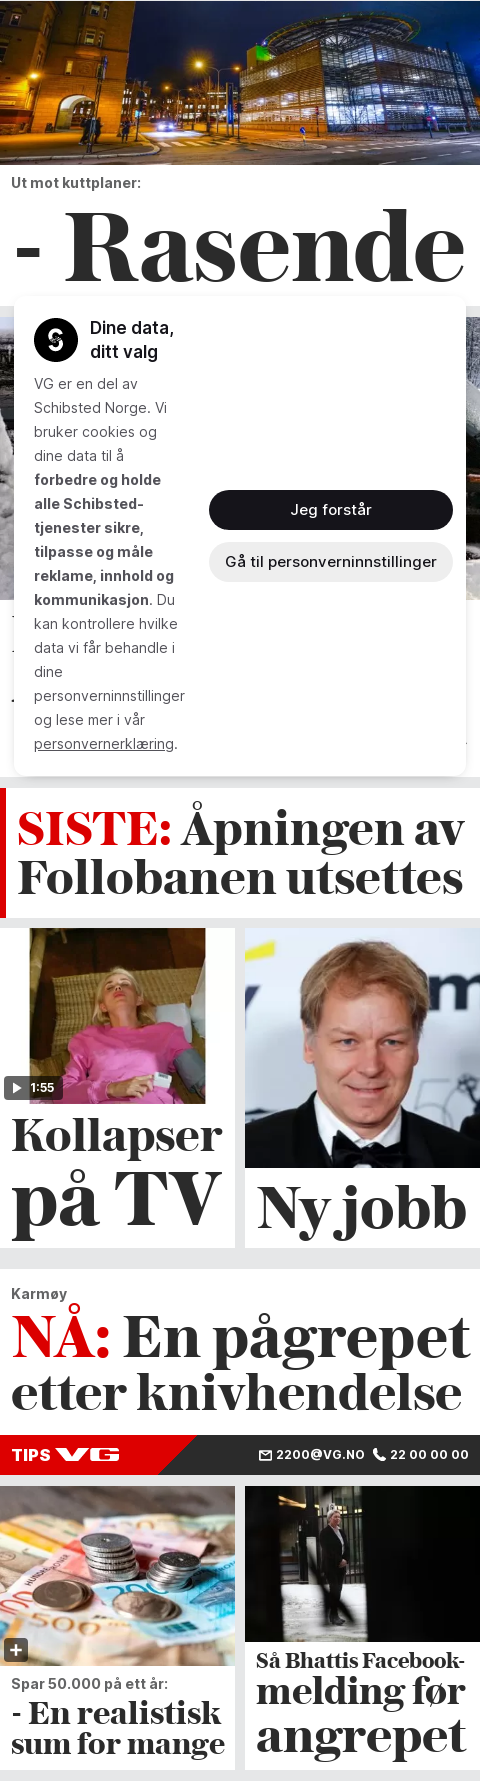 Ut mot kuttplaner:
- Rasende
Dine data,
ditt valg
VG er en del av
Schibsted Norge. Vi
bruker cookies og
dine data til å
forbedre og holde
alle Schibsted-
tjenester sikre,
tilpasse og måle
reklame, innhold og
kommunikasjon. Du
kan kontrollere hvilke
data vi får behandle i
dine
personverninnstillinger
og lese mer i vår
personvernerklæring.
Jeg forstår
Gå til personverninnstillinger
SISTE: Åpningen av
Follobanen utsettes
1:55
Kollapser
på TV
Ny jobb
Karmøy
NÅ: En pågrepet
etter knivhendelse
TIPS VG 2200@VG.NO 22 00 00 00
Spar 50.000 på ett år:
- En realistisk
sum for mange
Så Bhattis Facebook-
melding før
angrepet